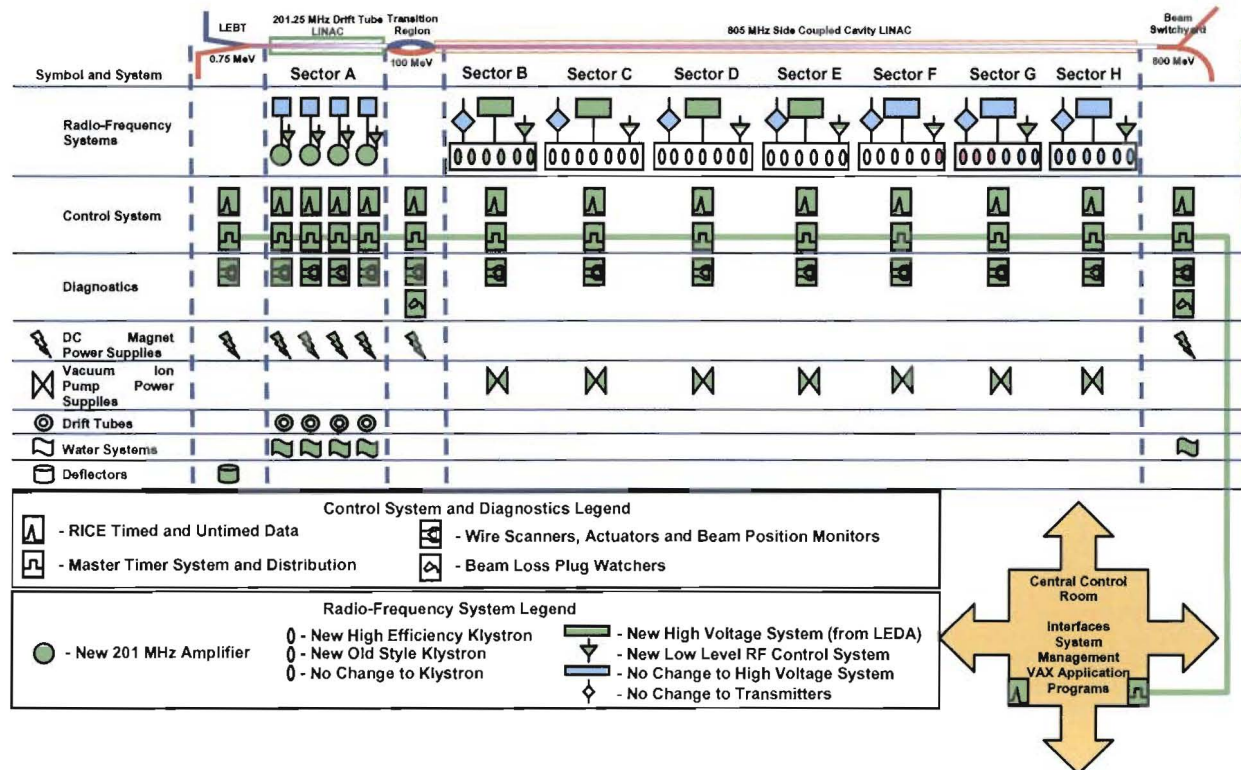 LEBT
201.25 MHz Drift Tube
LINAC
Transition
Region
805 MHz Side Coupled Cavity LINAC
Beam
Switchyard
0.75 MeV
100 MeV
800 MeV
Symbol and System
Sector A
Sector B
Sector C
Sector D
Sector E
Sector F
Sector G
Sector H
Radio-Frequency
Systems
Control System
Diagnostics
DC Magnet
Power Supplies
Vacuum Ion
Pump Power
Supplies
Drift Tubes
Water Systems
Deflectors
Control System and Diagnostics Legend
- RICE Timed and Untimed Data
- Wire Scanners, Actuators and Beam Position Monitors
- Master Timer System and Distribution
- Beam Loss Plug Watchers
Radio-Frequency System Legend
- New 201 MHz Amplifier
- New High Efficiency Klystron
- New Old Style Klystron
- No Change to Klystron
- New High Voltage System (from LEDA)
- New Low Level RF Control System
- No Change to High Voltage System
- No Change to Transmitters
Central Control
Room
Interfaces
System
Management
VAX Application
Programs